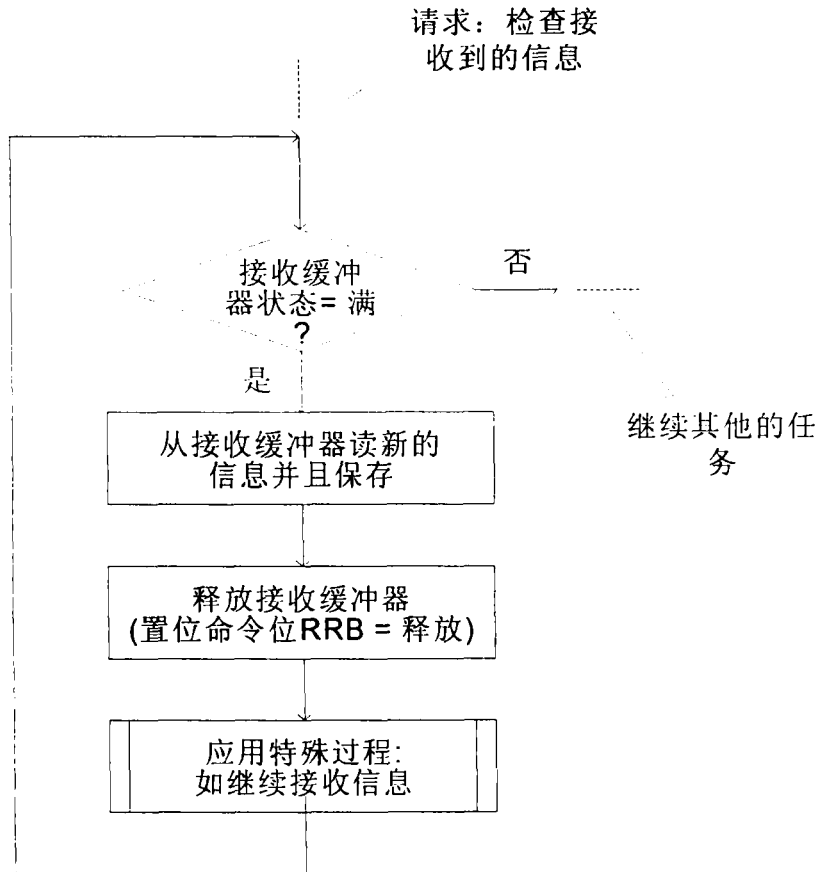 请求：检查接
收到的信息
接收缓冲
器状态= 满
?
否
是
继续其他的任
务
从接收缓冲器读新的
信息并且保存
释放接收缓冲器
(置位命令位RRB = 释放)
应用特殊过程:
如继续接收信息